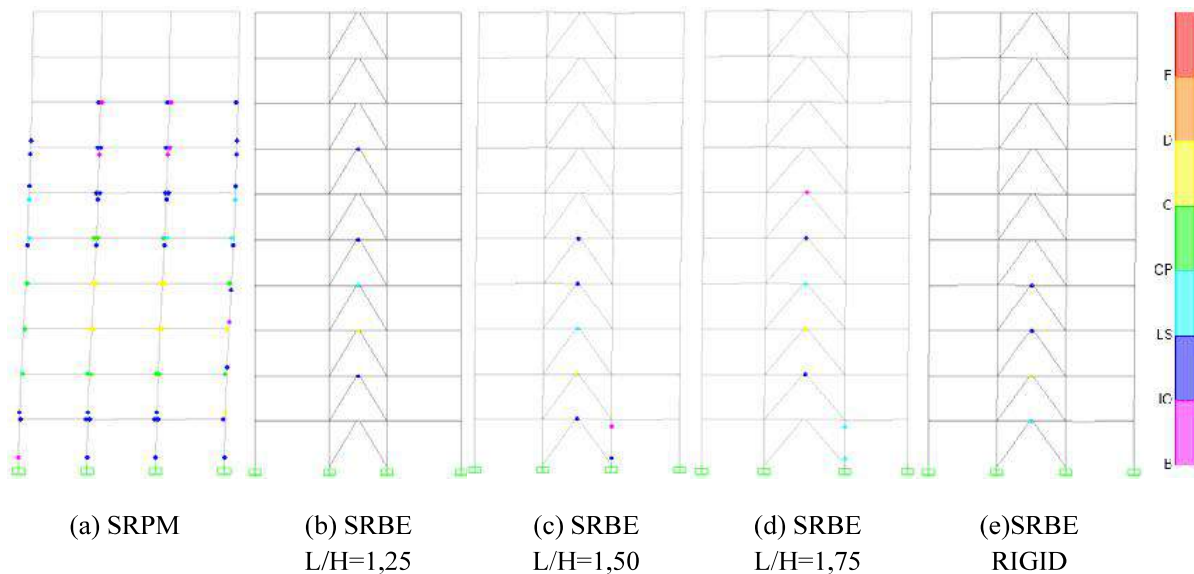 F
D
C
CP
LS
IO
B
(a) SRPM
(b) SRBE
L/H=1,25
(c) SRBE
L/H=1,50
(d) SRBE
L/H=1,75
(e)SRBE
RIGID